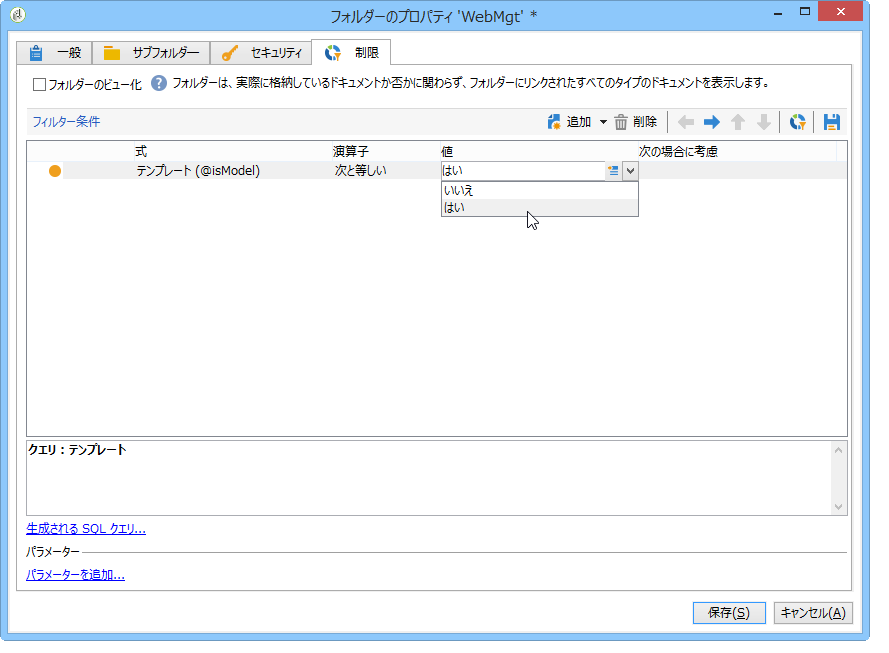 フォルダーのプロパティ 'WebMgt' *
一般 サブフォルダー セキュリティ 制限
フォルダーのビュー化 ? フォルダーは、実際に格納しているドキュメントか否かに関わらず、フォルダーにリンクされたすべてのタイプのドキュメントを表示します。
フィルター条件 追加 削除
式 演算子 値 次の場合に考慮
テンプレート (@isModel) 次と等しい はい
いいえ
はい
クエリ：テンプレート
生成される SQL クエリ...
パラメーター
パラメーターを追加...
保存(S) キャンセル(A)